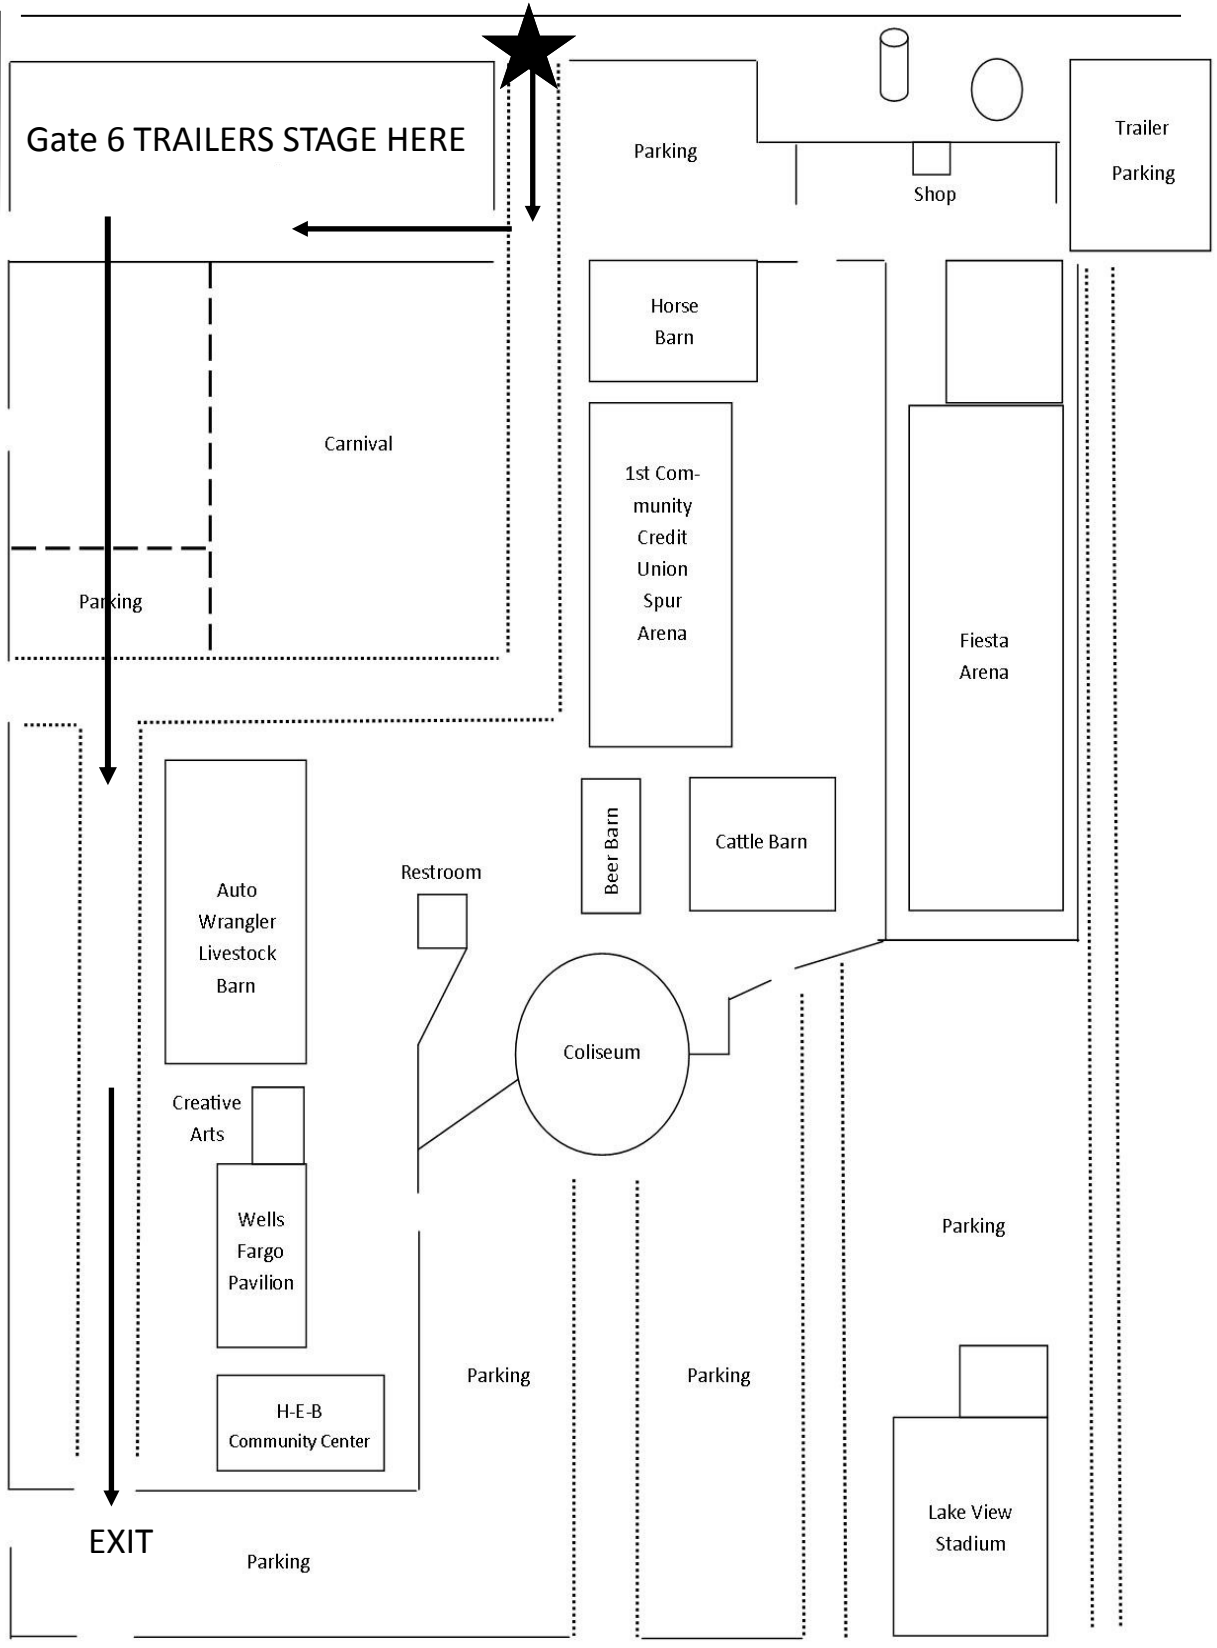 Gate 6 TRAILERS STAGE HERE
Parking
Trailer
Parking
Shop
Horse
Barn
Carnival
1st Com-
munity
Credit
Union
Spur
Arena
Parking
Fiesta
Arena
Beer Barn
Cattle Barn
Restroom
Auto
Wrangler
Livestock
Barn
Coliseum
Creative
Arts
Wells
Fargo
Pavilion
Parking
Parking
Parking
H-E-B
Community Center
Lake View
Stadium
EXIT
Parking